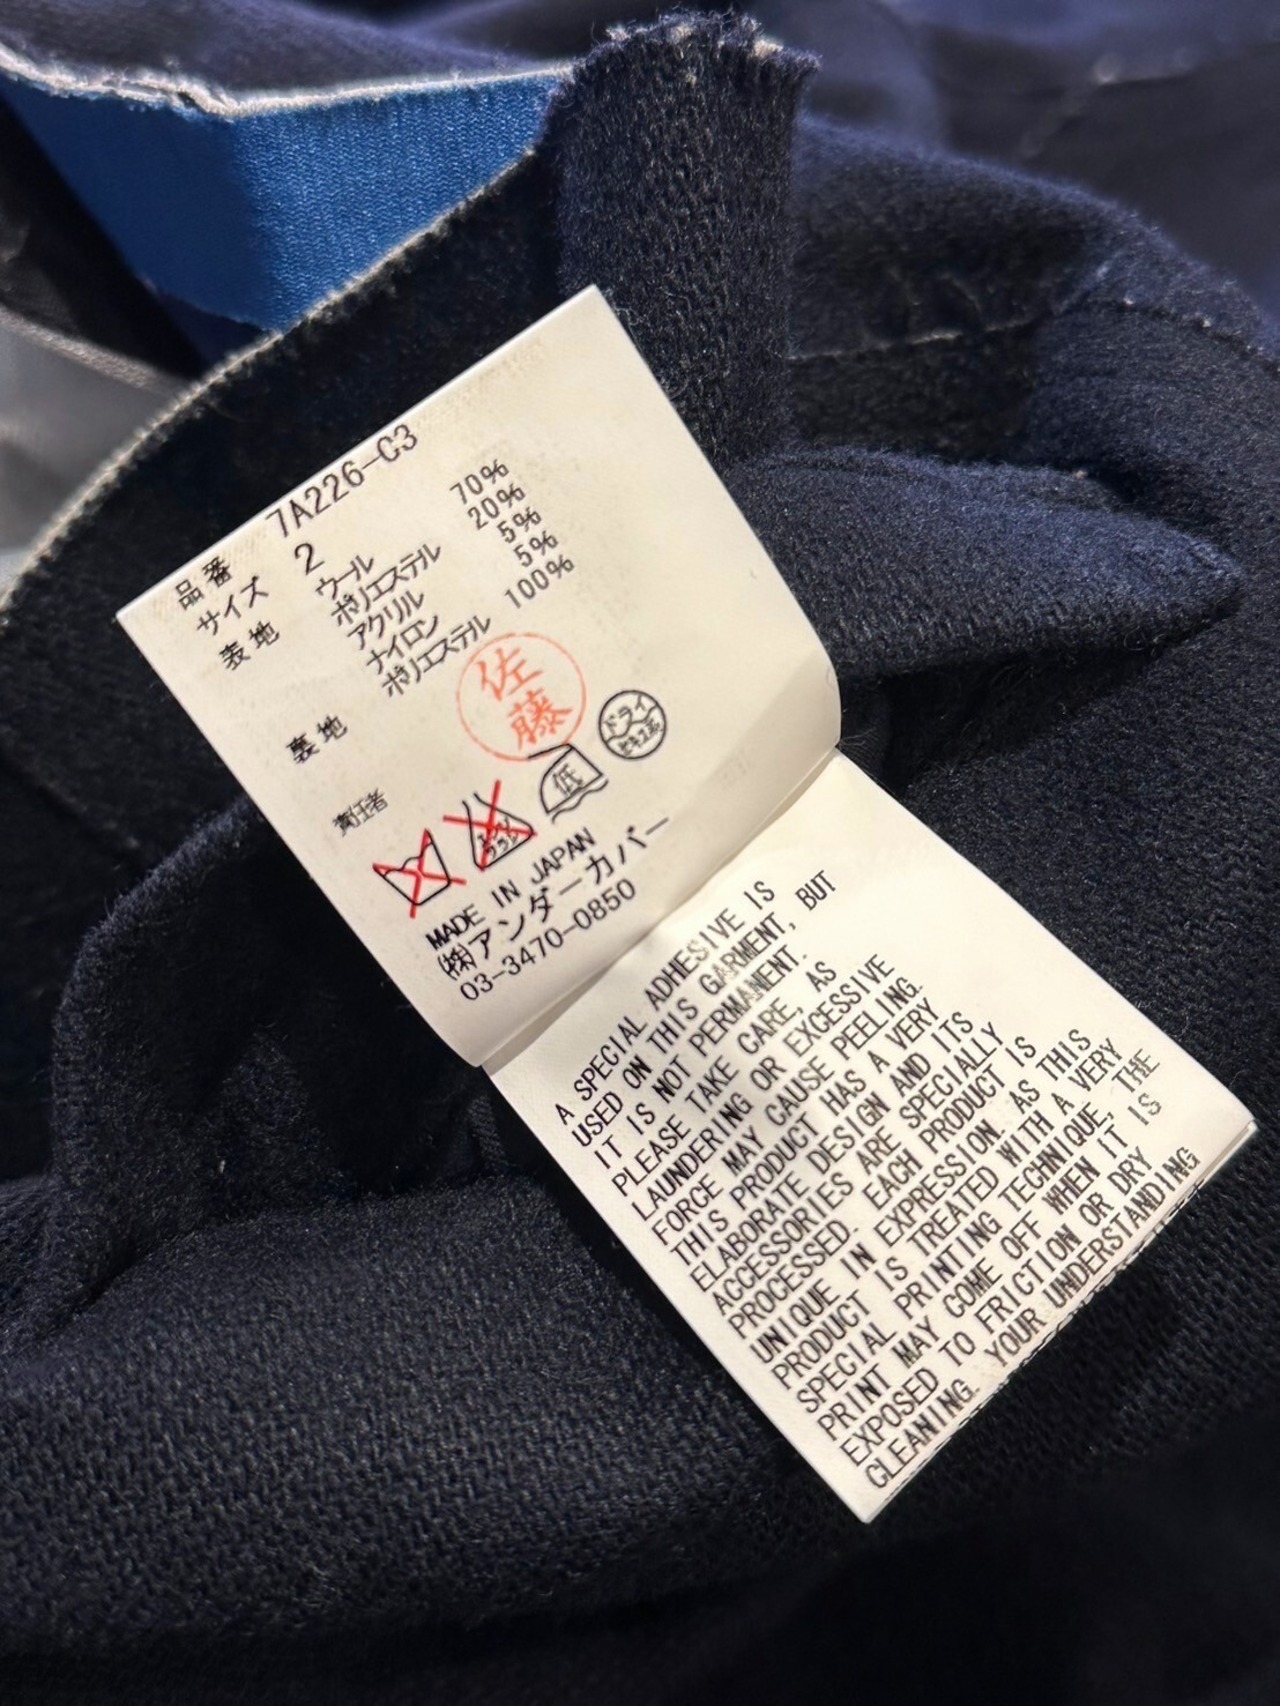 品番 7A226-C3
サイズ 2
表地 ウール 70%
ポリエステル 20%
アクリル 5%
ナイロン 5%
裏地 ポリエステル 100%
責任者 佐藤
低
ドライ
セキユ系
MADE IN JAPAN
㈱アンダーカバー
03-3470-0850
A SPECIAL ADHESIVE IS
USED ON THIS GARMENT, BUT
IT IS NOT PERMANENT.
PLEASE TAKE CARE, AS
LAUNDERING OR EXCESSIVE
FORCE MAY CAUSE PEELING.
THIS PRODUCT HAS A VERY
ELABORATE DESIGN AND ITS
ACCESSORIES ARE SPECIALLY
PROCESSED. EACH PRODUCT IS
UNIQUE IN EXPRESSION. AS THIS
PRODUCT IS TREATED WITH A VERY
SPECIAL PRINTING TECHNIQUE, THE
PRINT MAY COME OFF WHEN IT IS
EXPOSED TO FRICTION OR DRY
CLEANING. YOUR UNDERSTANDING